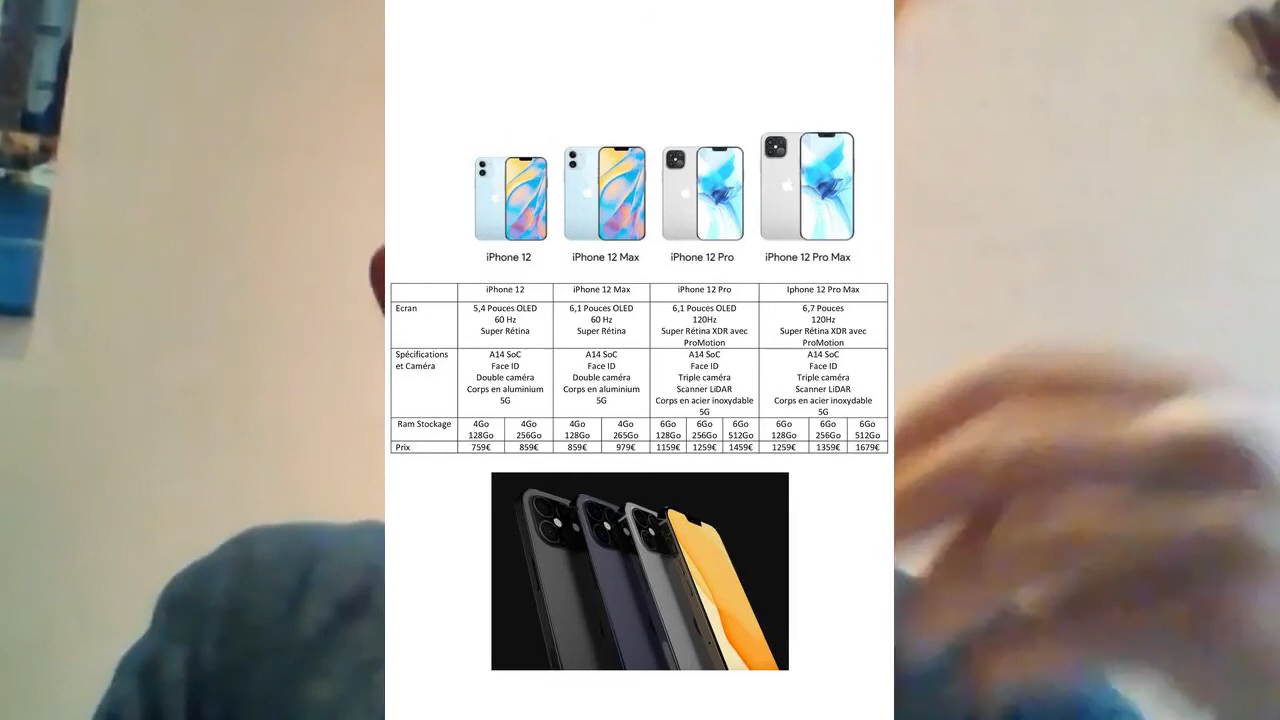 iPhone 12 iPhone 12 Max iPhone 12 Pro iPhone 12 Pro Max
iPhone 12 iPhone 12 Max iPhone 12 Pro Iphone 12 Pro Max
Ecran 5,4 Pouces OLED 6,1 Pouces OLED 6,1 Pouces OLED 6,7 Pouces
60 Hz 60 Hz 120Hz 120Hz
Super Rétina Super Rétina Super Rétina XDR avec Super Rétina XDR avec
ProMotion ProMotion
Spécifications A14 SoC A14 SoC A14 SoC A14 SoC
et Caméra Face ID Face ID Face ID Face ID
Double caméra Double caméra Triple caméra Triple caméra
Corps en aluminium Corps en aluminium Scanner LiDAR Scanner LiDAR
5G 5G Corps en acier inoxydable Corps en acier inoxydable
5G 5G
Ram Stockage 4Go 4Go 4Go 4Go 6Go 6Go 6Go 6Go 6Go 6Go
128Go 256Go 128Go 265Go 128Go 256Go 512Go 128Go 256Go 512Go
Prix 759€ 859€ 859€ 979€ 1159€ 1259€ 1459€ 1259€ 1359€ 1679€